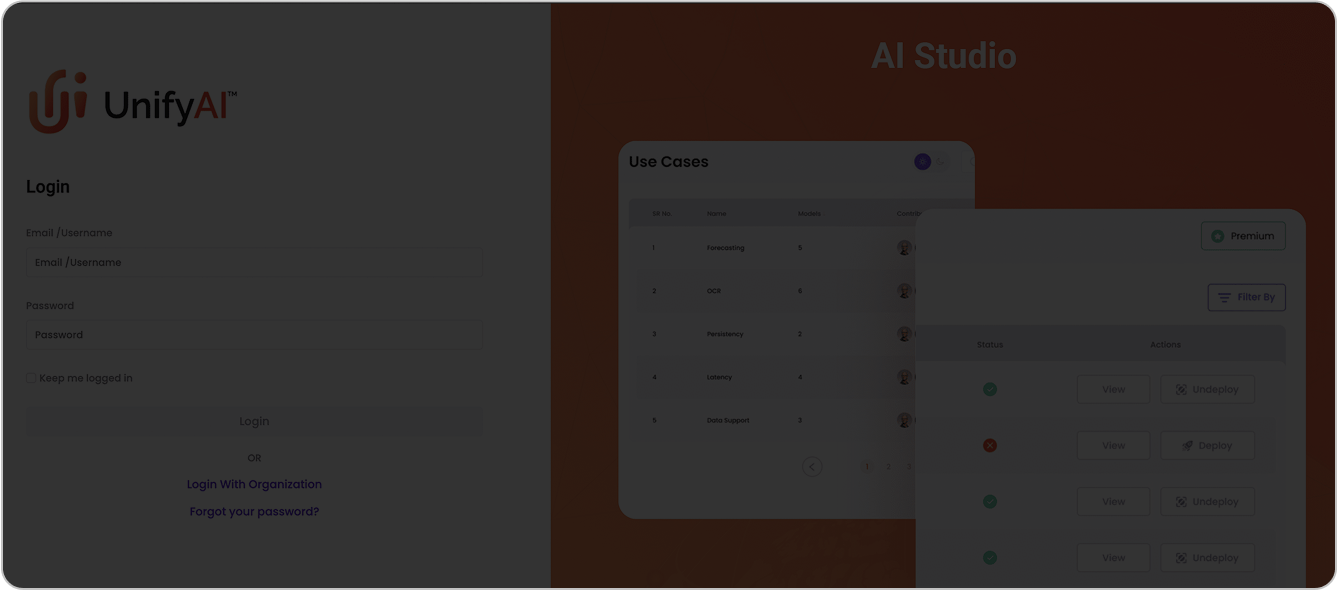 UnifyAI™
Login
Email /Username
Email /Username
Password
Password
Keep me logged in
Login
OR
Login With Organization
Forgot your password?
AI Studio
Use Cases
SR No. Name Models
1 Forecasting 5
2 OCR 6
3 Persistency 2
4 Latency 4
5 Data Support 3
1 2 3
Premium
Filter By
Status Actions
View Undeploy
View Deploy
View Undeploy
View Undeploy